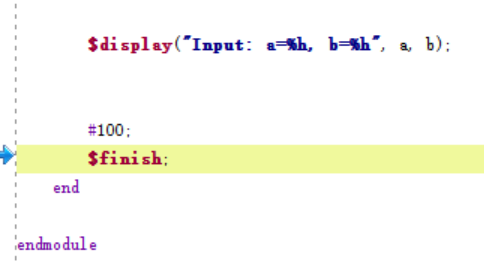 $display("Input: a=%h, b=%h", a, b);
#100;
$finish;
end
endmodule